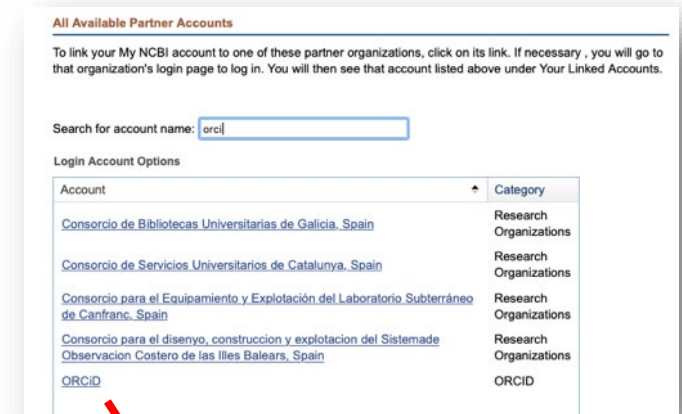 All Available Partner Accounts
To link your My NCBI account to one of these partner organizations, click on its link. If necessary , you will go to
that organization's login page to log in. You will then see that account listed above under Your Linked Accounts.
Search for account name: orci
Login Account Options
Account Category
Consorcio de Bibliotecas Universitarias de Galicia, Spain Research
Organizations
Consorcio de Servicios Universitarios de Catalunya, Spain Research
Organizations
Consorcio para el Equipamiento y Explotación del Laboratorio Subterráneo Research
de Canfranc, Spain Organizations
Consorcio para el disenyo, construccion y explotacion del Sistemade Research
Observacion Costero de las Illes Balears, Spain Organizations
ORCiD ORCID